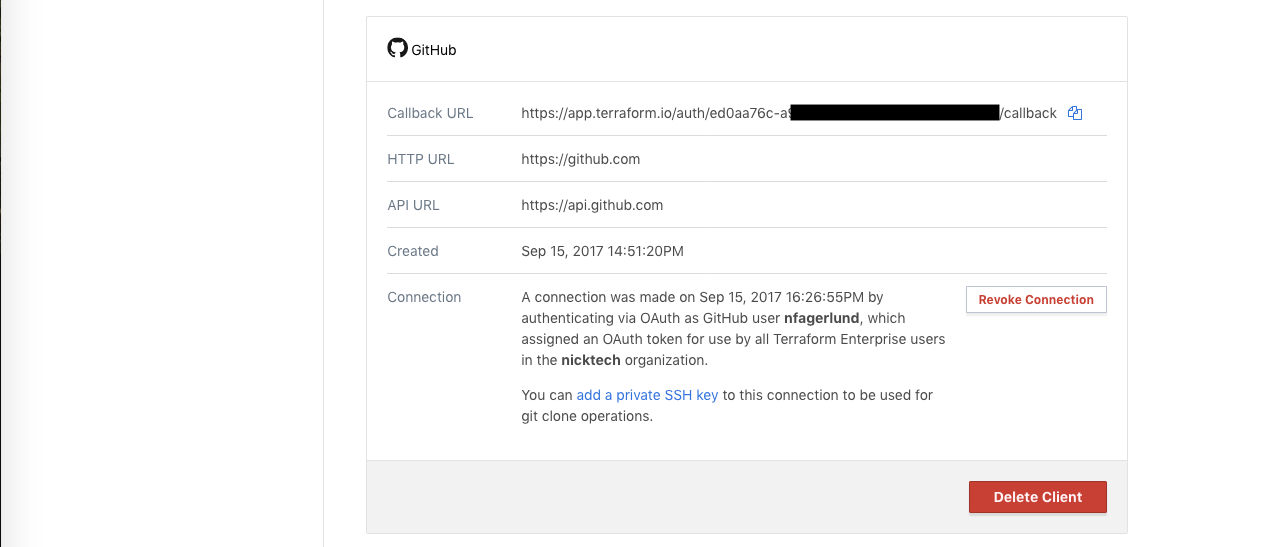 GitHub
Callback URL https://app.terraform.io/auth/ed0aa76c-a /callback
HTTP URL https://github.com
API URL https://api.github.com
Created Sep 15, 2017 14:51:20PM
Connection A connection was made on Sep 15, 2017 16:26:55PM by Revoke Connection
authenticating via OAuth as GitHub user nfagerlund, which
assigned an OAuth token for use by all Terraform Enterprise users
in the nicktech organization.
You can add a private SSH key to this connection to be used for
git clone operations.
Delete Client